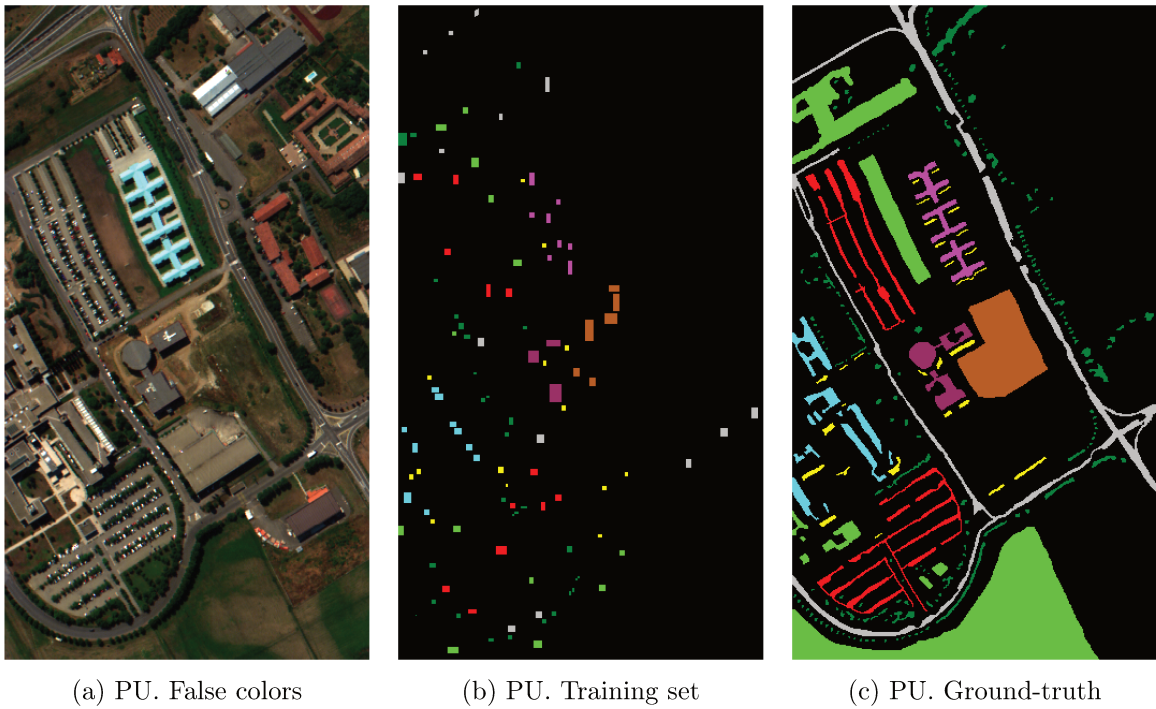 (a) PU. False colors
(b) PU. Training set
(c) PU. Ground-truth